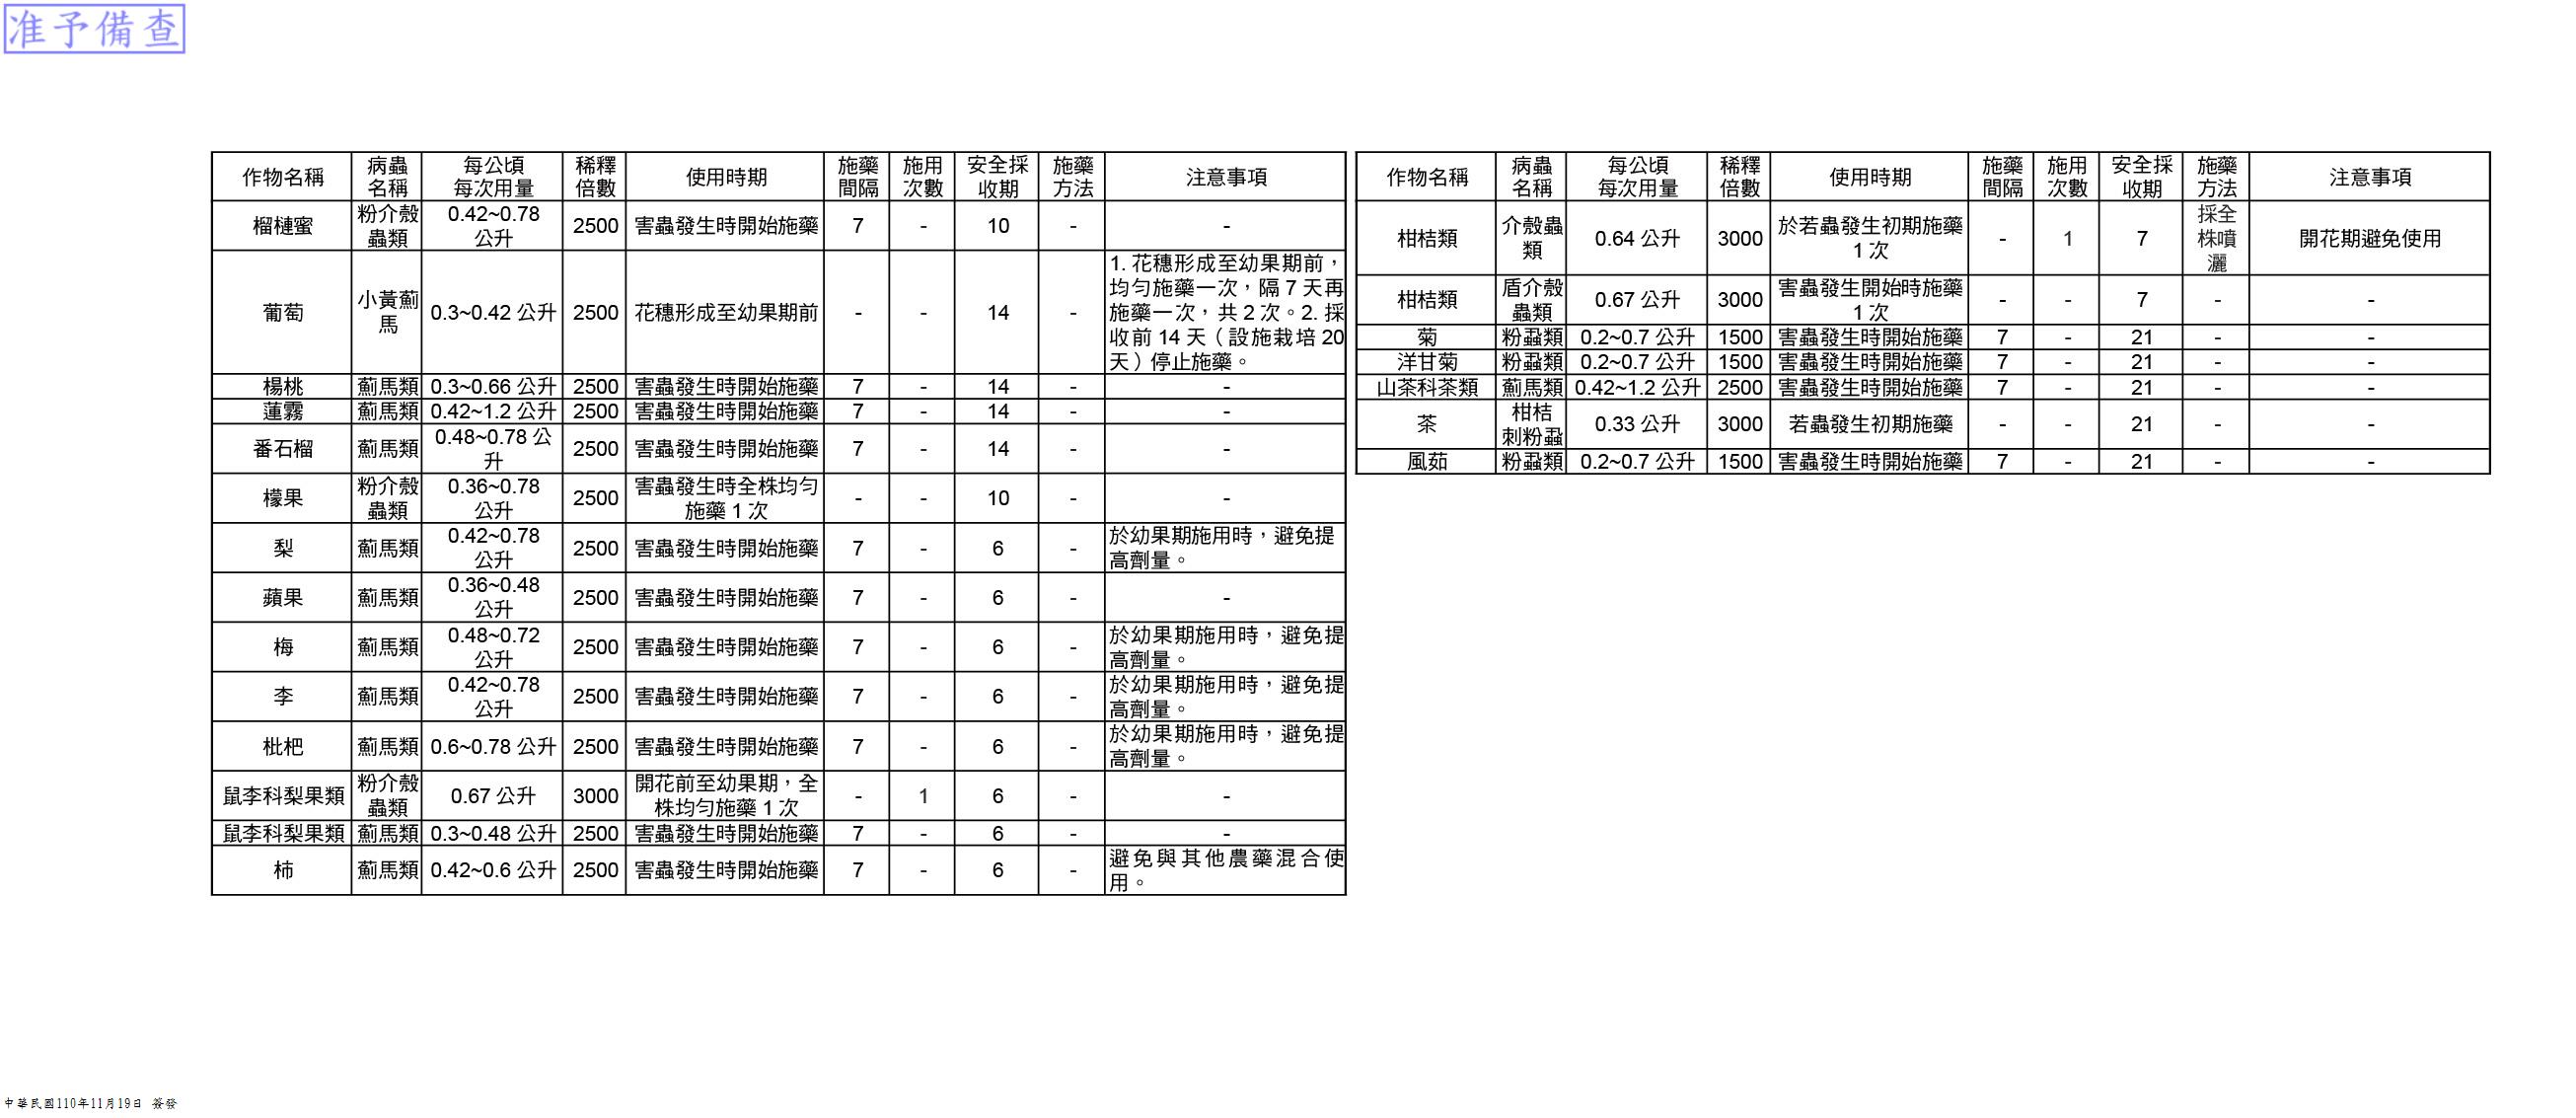 准予備查
作物名稱 病蟲名稱 每公頃每次用量 稀釋倍數 使用時期 施藥間隔 施用次數 安全採收期 施藥方法 注意事項
榴槤蜜 粉介殼蟲類 0.42~0.78 公升 2500 害蟲發生時開始施藥 7 - 10 - -
葡萄 小黃薊馬 0.3~0.42 公升 2500 花穗形成至幼果期前 - - 14 - 1. 花穗形成至幼果期前，均勻施藥一次，隔 7 天再施藥一次，共 2 次。2. 採收前 14 天（設施栽培 20 天）停止施藥。
楊桃 薊馬類 0.3~0.66 公升 2500 害蟲發生時開始施藥 7 - 14 - -
蓮霧 薊馬類 0.42~1.2 公升 2500 害蟲發生時開始施藥 7 - 14 - -
番石榴 薊馬類 0.48~0.78 公升 2500 害蟲發生時開始施藥 7 - 14 - -
檬果 粉介殼蟲類 0.36~0.78 公升 2500 害蟲發生時全株均勻施藥 1 次 - - 10 - -
梨 薊馬類 0.42~0.78 公升 2500 害蟲發生時開始施藥 7 - 6 - 於幼果期施用時，避免提高劑量。
蘋果 薊馬類 0.36~0.48 公升 2500 害蟲發生時開始施藥 7 - 6 - -
梅 薊馬類 0.48~0.72 公升 2500 害蟲發生時開始施藥 7 - 6 - 於幼果期施用時，避免提高劑量。
李 薊馬類 0.42~0.78 公升 2500 害蟲發生時開始施藥 7 - 6 - 於幼果期施用時，避免提高劑量。
枇杷 薊馬類 0.6~0.78 公升 2500 害蟲發生時開始施藥 7 - 6 - 於幼果期施用時，避免提高劑量。
鼠李科梨果類 粉介殼蟲類 0.67 公升 3000 開花前至幼果期，全株均勻施藥 1 次 - 1 6 - -
鼠李科梨果類 薊馬類 0.3~0.48 公升 2500 害蟲發生時開始施藥 7 - 6 - -
柿 薊馬類 0.42~0.6 公升 2500 害蟲發生時開始施藥 7 - 6 - 避免與其他農藥混合使用。
作物名稱 病蟲名稱 每公頃每次用量 稀釋倍數 使用時期 施藥間隔 施用次數 安全採收期 施藥方法 注意事項
柑桔類 介殼蟲類 0.64 公升 3000 於若蟲發生初期施藥 1 次 - 1 7 採全株噴灑 開花期避免使用
柑桔類 盾介殼蟲類 0.67 公升 3000 害蟲發生開始時施藥 1 次 - - 7 - -
菊 粉蝨類 0.2~0.7 公升 1500 害蟲發生時開始施藥 7 - 21 - -
洋甘菊 粉蝨類 0.2~0.7 公升 1500 害蟲發生時開始施藥 7 - 21 - -
山茶科茶類 薊馬類 0.42~1.2 公升 2500 害蟲發生時開始施藥 7 - 21 - -
茶 柑桔刺粉蝨 0.33 公升 3000 若蟲發生初期施藥 - - 21 - -
風茹 粉蝨類 0.2~0.7 公升 1500 害蟲發生時開始施藥 7 - 21 - -
中華民國110年11月19日 簽發